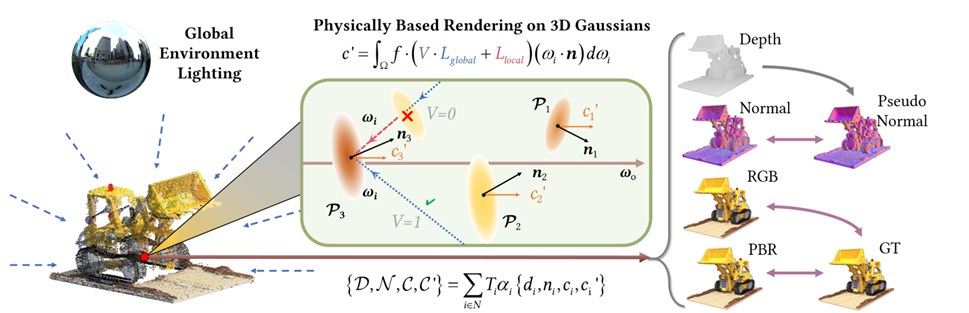 Global
Environment
Lighting
Physically Based Rendering on 3D Gaussians
c' = ∫_Ω f · (V · L_global + L_local)(ω_i · n)dω_i
V=0
ω_i
n_3
c_3'
ω_i
𝒫_3
V=1
𝒫_1
c_1'
n_1
n_2
c_2'
𝒫_2
ω_o
{𝒟, 𝒩, 𝒞, 𝒞'} = ∑_{i∈N} T_i α_i {d_i, n_i, c_i, c_i'}
Depth
Normal
Pseudo
Normal
RGB
PBR
GT